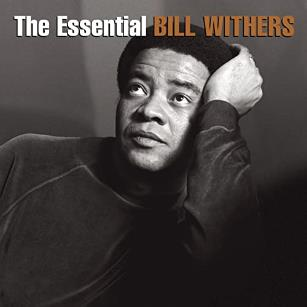 The Essential BILL WITHERS